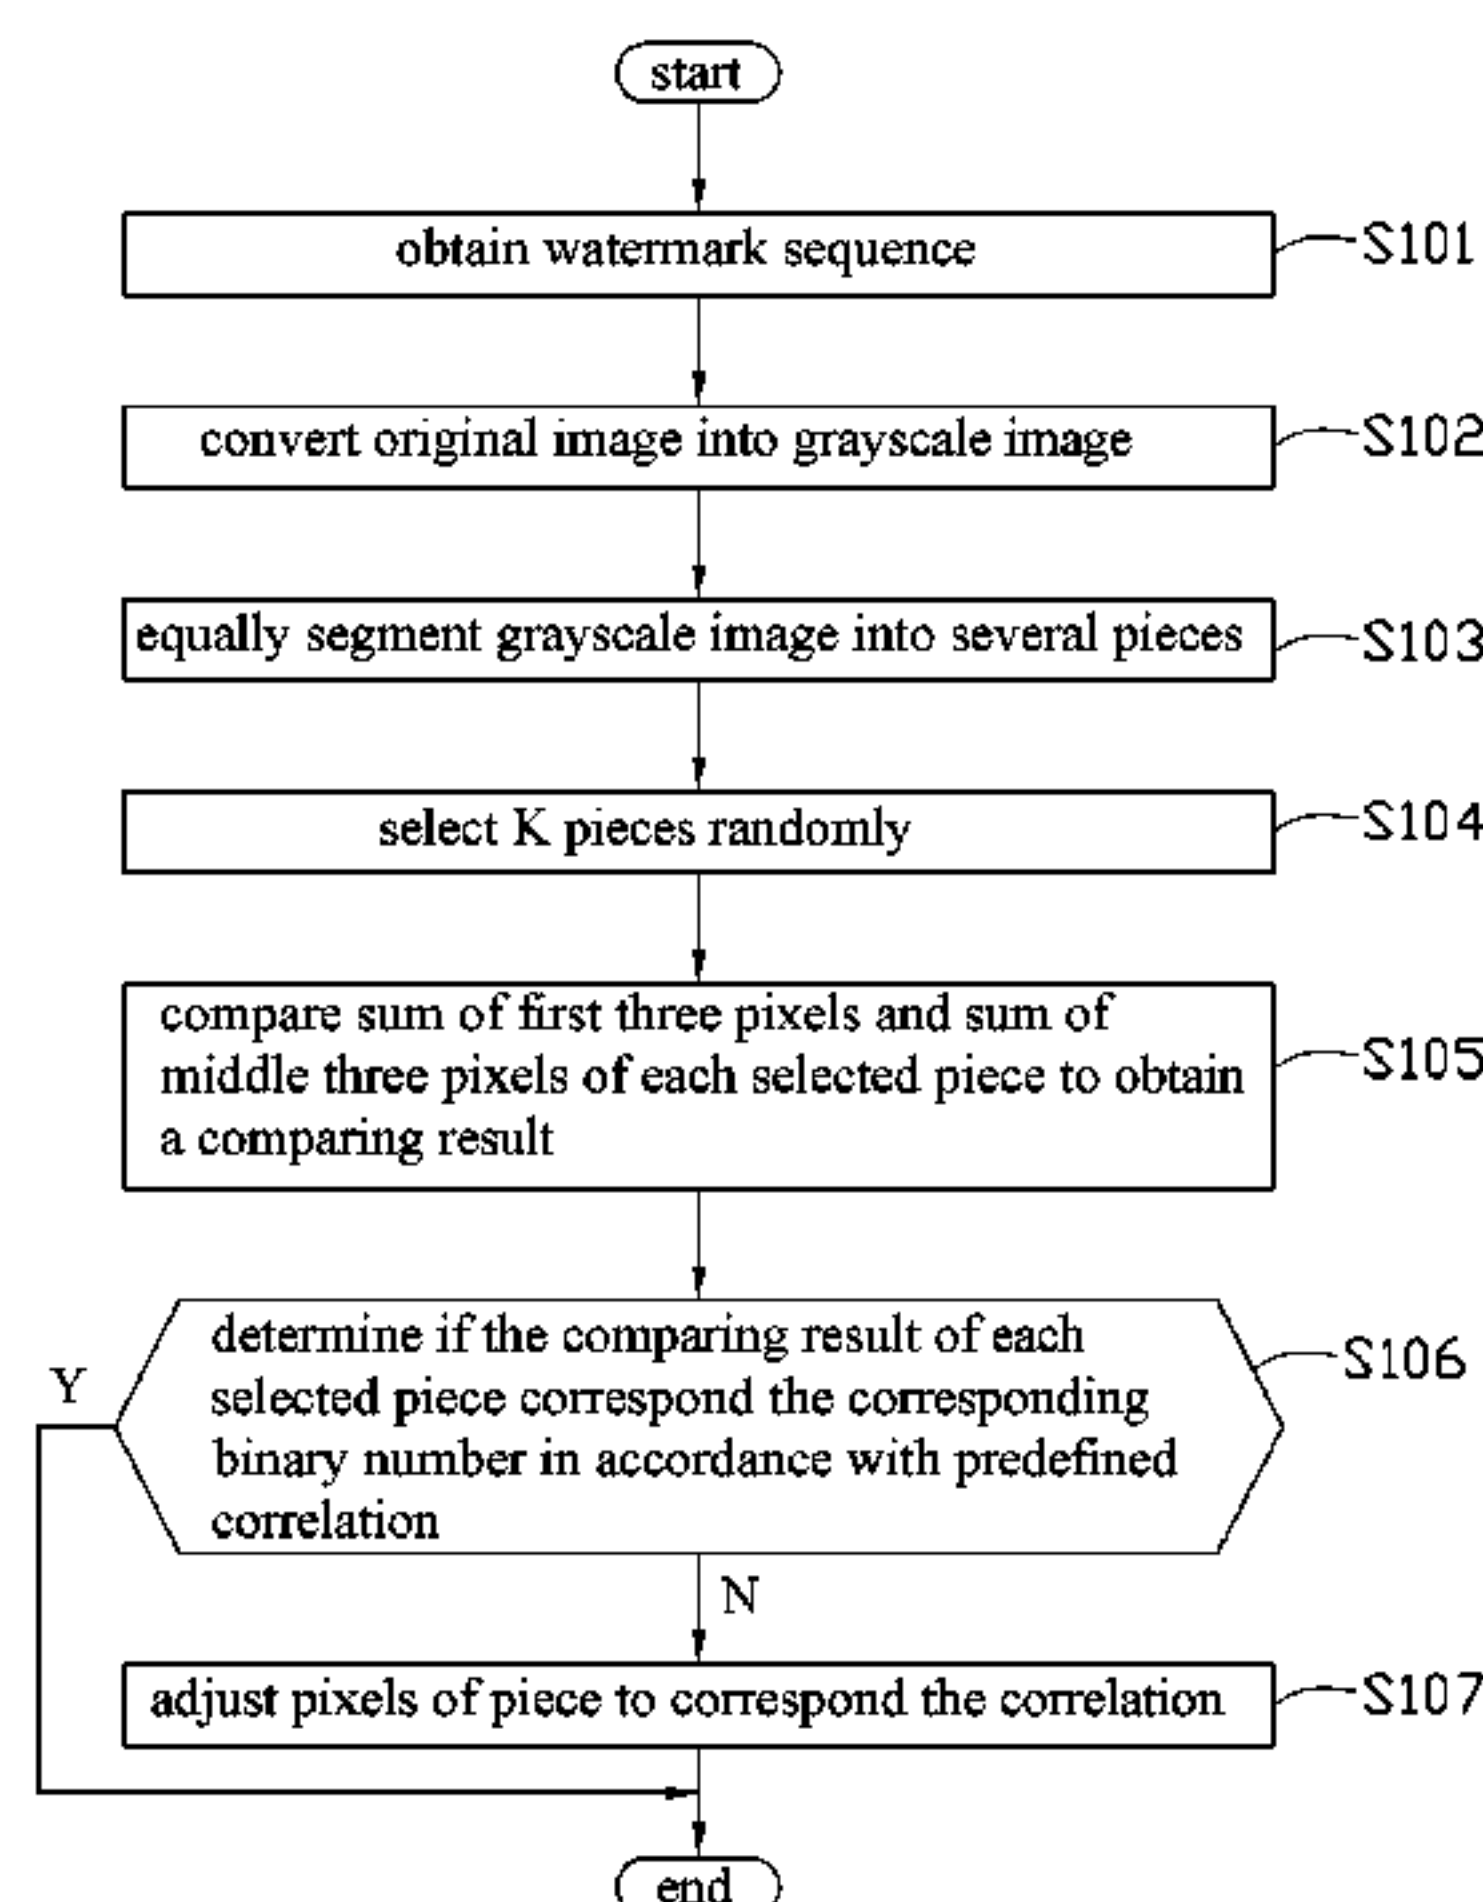 start
obtain watermark sequence
S101
convert original image into grayscale image
S102
equally segment grayscale image into several pieces
S103
select K pieces randomly
S104
compare sum of first three pixels and sum of
middle three pixels of each selected piece to obtain
a comparing result
S105
determine if the comparing result of each
selected piece correspond the corresponding
binary number in accordance with predefined
correlation
S106
Y
N
adjust pixels of piece to correspond the correlation
S107
end